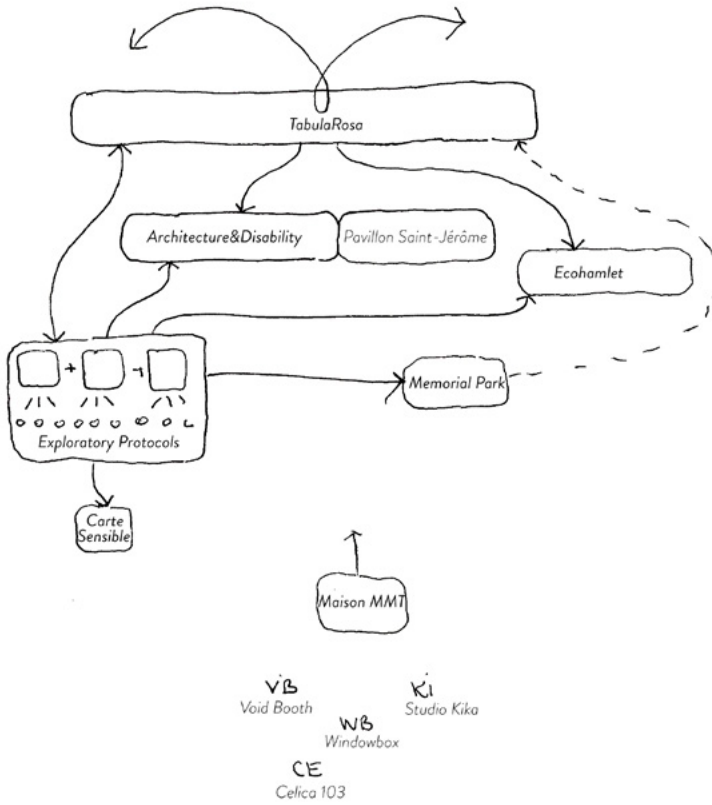 TabulaRosa
Architecture&Disability
Pavillon Saint-Jérôme
Ecohamlet
Memorial Park
Exploratory Protocols
Carte
Sensible
Maison MMT
VB
Void Booth
Ki
Studio Kika
WB
Windowbox
CE
Celica 103